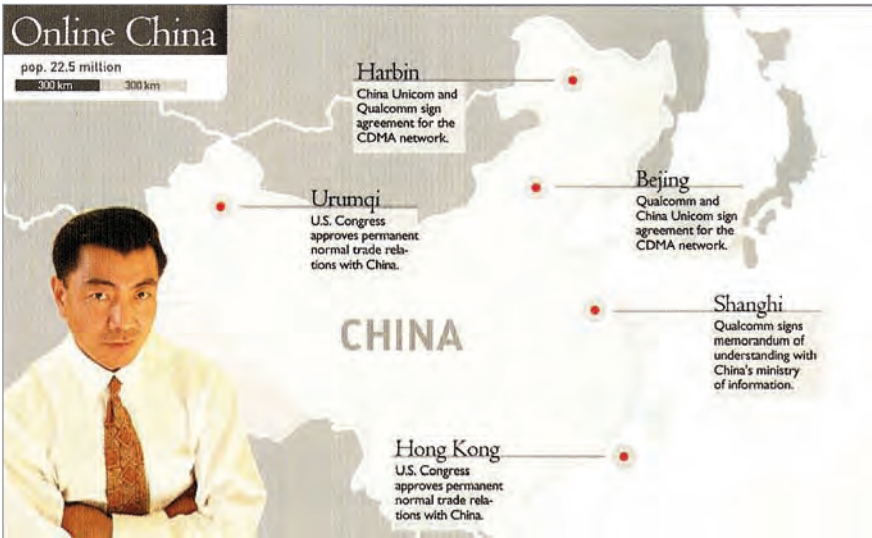 Online China
pop. 22.5 million
300 km 300 km
Harbin
China Unicom and
Qualcomm sign
agreement for the
CDMA network.
Urumqi
U.S. Congress
approves permanent
normal trade rela-
tions with China.
Bejing
Qualcomm and
China Unicom sign
agreement for the
CDMA network.
CHINA
Shanghi
Qualcomm signs
memorandum of
understanding with
China's ministry
of information.
Hong Kong
U.S. Congress
approves permanent
normal trade rela-
tions with China.